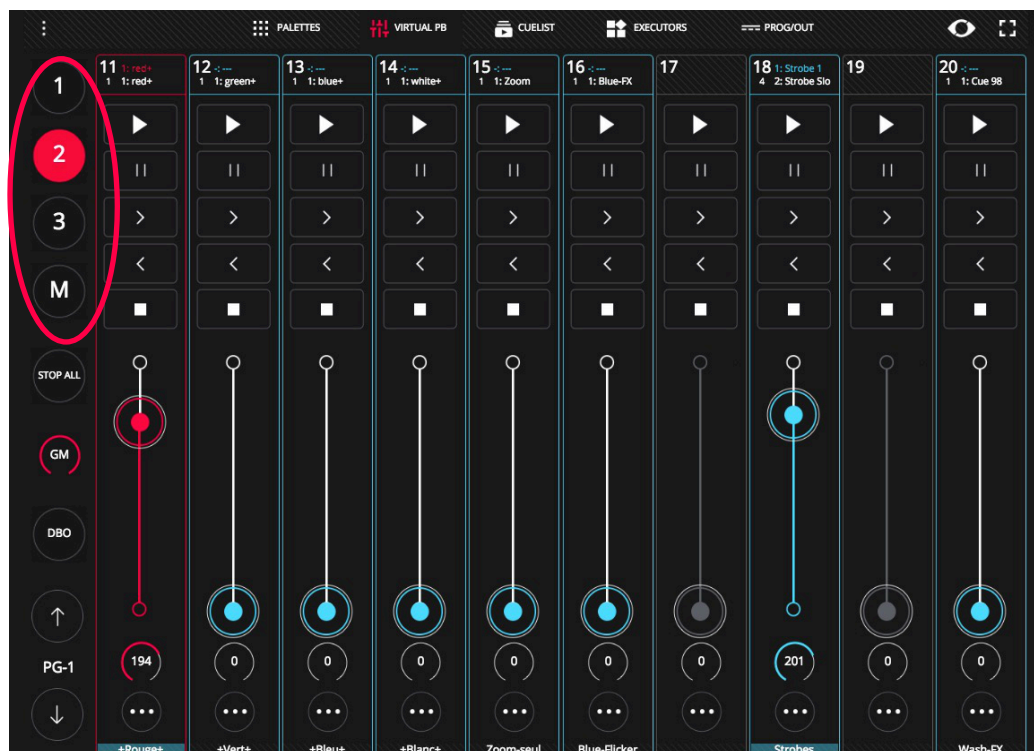 PALETTES VIRTUAL PB CUELIST EXECUTORS PROG/OUT
1
2
3
M
STOP ALL
GM
DBO
PG-1
11 1: red+
1 1: red+
12 -: ---
1 1: green+
13 -: ---
1 1: blue+
14 -: ---
1 1: white+
15 -: ---
1 1: Zoom
16 -: ---
1 1: Blue-FX
17
18 1: Strobe 1
4 2: Strobe Slo
19
20 -: ---
1 1: Cue 98
194 0 0 0 0 0 0 201 0 0
+Rouge+ +Vert+ +Bleu+ +Blanc+ Zoom-seul Blue-Flicker Strobes Wash-FX